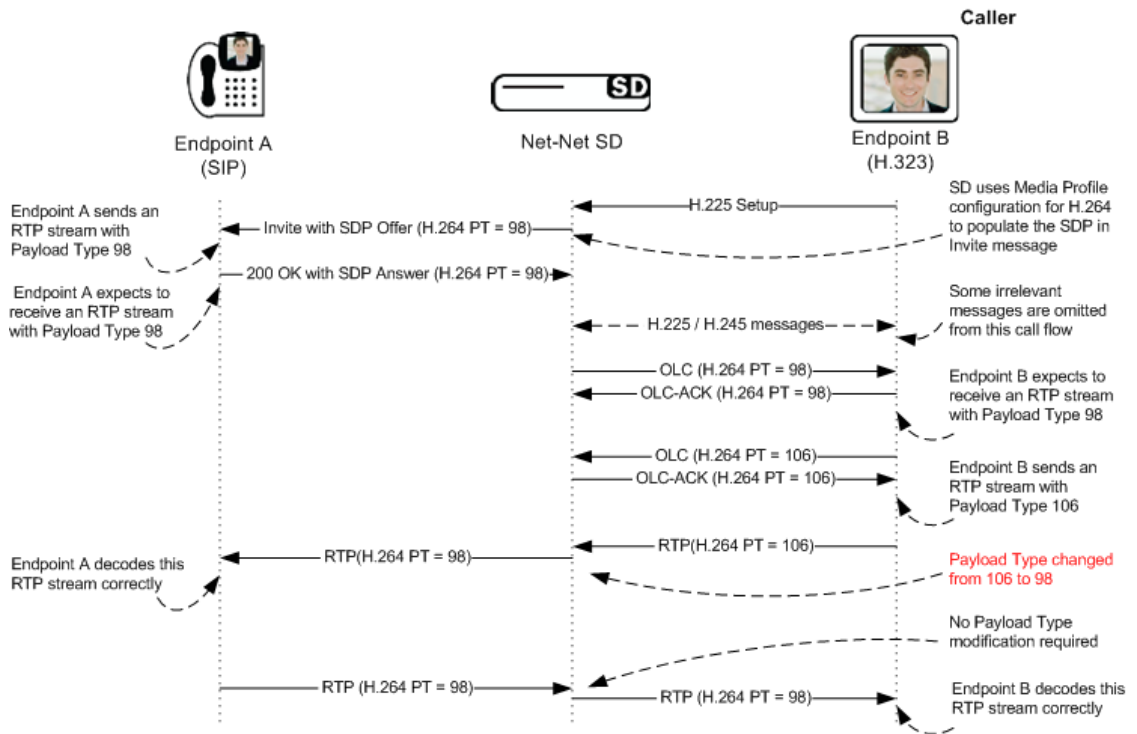 Caller
SD
Endpoint A
(SIP)
Net-Net SD
Endpoint B
(H.323)
Endpoint A sends an
RTP stream with
Payload Type 98
H.225 Setup
SD uses Media Profile
configuration for H.264
to populate the SDP in
Invite message
Invite with SDP Offer (H.264 PT = 98)
200 OK with SDP Answer (H.264 PT = 98)
Endpoint A expects to
receive an RTP stream
with Payload Type 98
Some irrelevant
messages are omitted
from this call flow
H.225 / H.245 messages
OLC (H.264 PT = 98)
OLC-ACK (H.264 PT = 98)
Endpoint B expects to
receive an RTP stream
with Payload Type 98
OLC (H.264 PT = 106)
OLC-ACK (H.264 PT = 106)
Endpoint B sends an
RTP stream with
Payload Type 106
RTP(H.264 PT = 106)
RTP(H.264 PT = 98)
Endpoint A decodes this
RTP stream correctly
Payload Type changed
from 106 to 98
No Payload Type
modification required
RTP (H.264 PT = 98)
RTP (H.264 PT = 98)
Endpoint B decodes this
RTP stream correctly